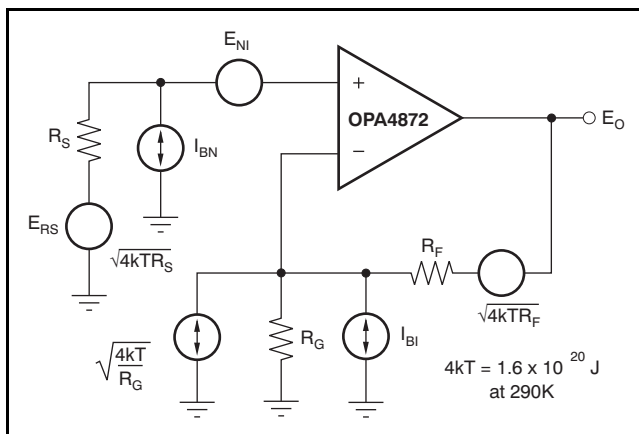 E_NI
+
OPA4872
−
E_O
R_S
I_BN
E_RS
√4kTR_S
R_F
√4kTR_F
√4kT/R_G
R_G
I_BI
4kT = 1.6 x 10 ^20 J
at 290K